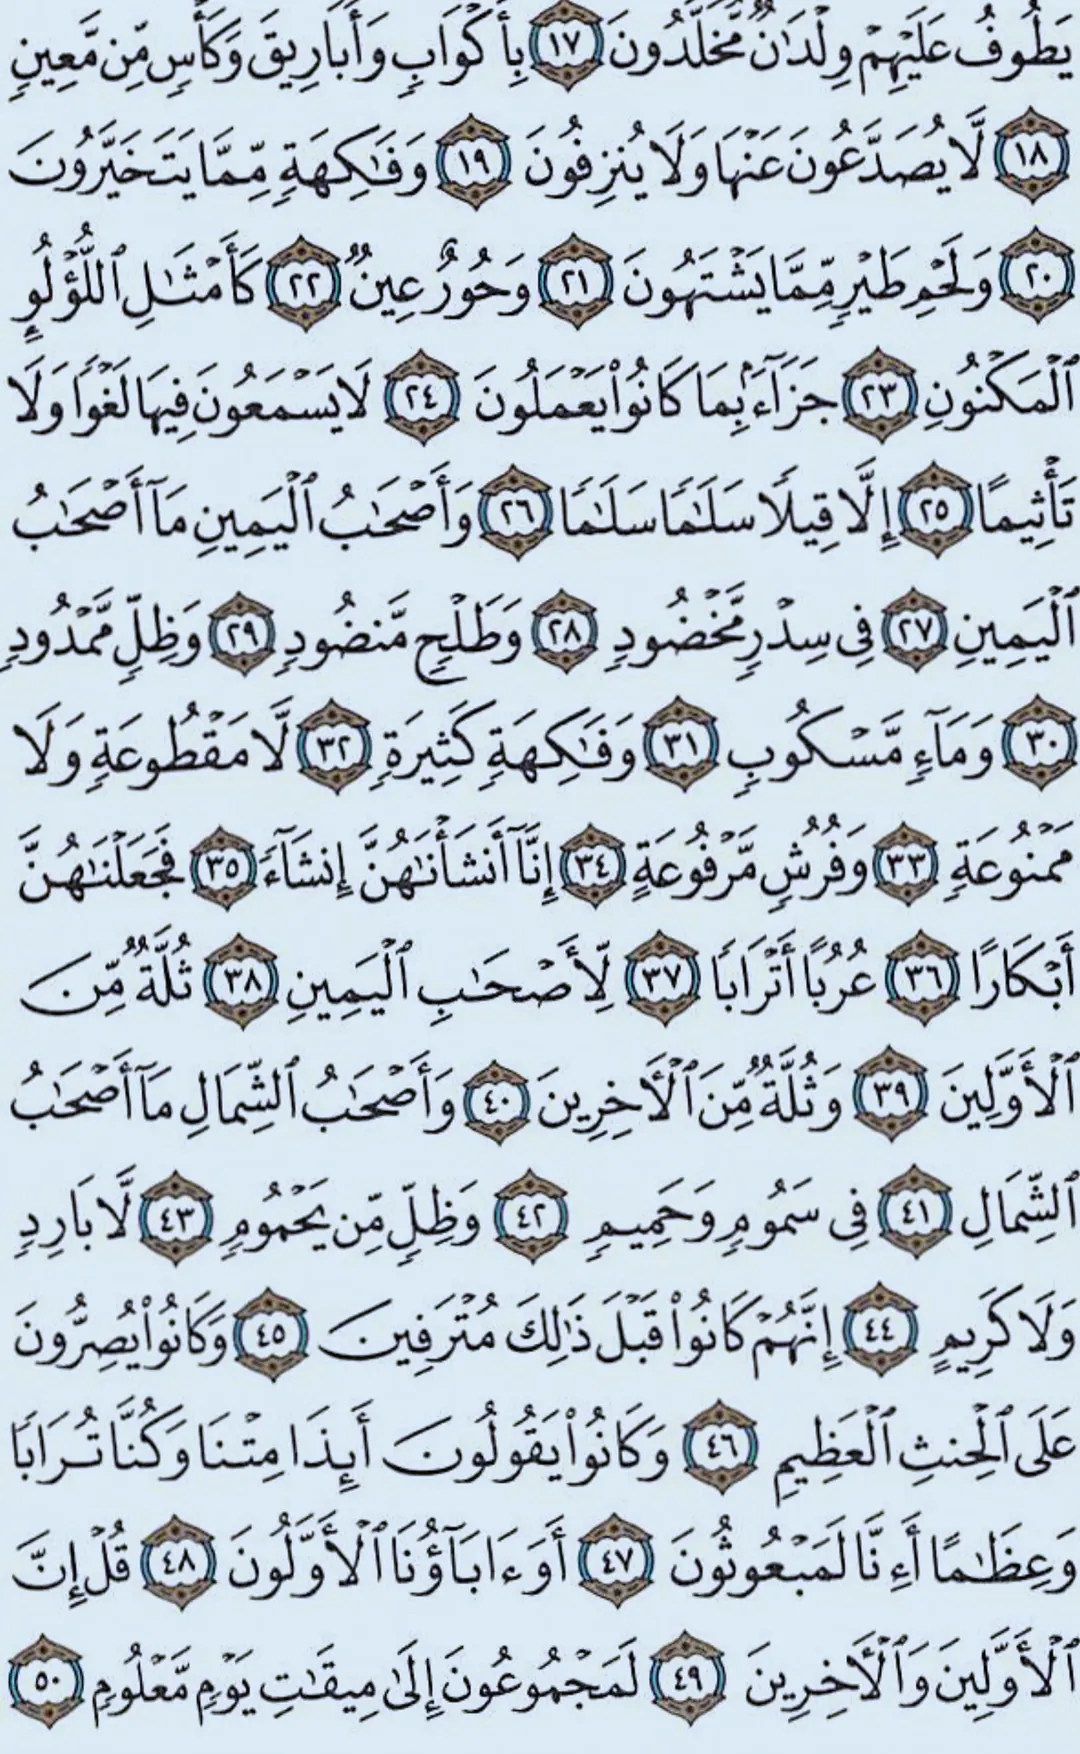 يَطُوفُ عَلَيْهِمْ وِلْدَٰنٌ مُّخَلَّدُونَ ١٧ بِأَكْوَابٍ وَأَبَارِيقَ وَكَأْسٍ مِّن مَّعِينٍ
١٨ لَّا يُصَدَّعُونَ عَنْهَا وَلَا يُنزِفُونَ ١٩ وَفَٰكِهَةٍ مِّمَّا يَتَخَيَّرُونَ
٢٠ وَلَحْمِ طَيْرٍ مِّمَّا يَشْتَهُونَ ٢١ وَحُورٌ عِينٌ ٢٢ كَأَمْثَٰلِ ٱللُّؤْلُوِٕ
ٱلْمَكْنُونِ ٢٣ جَزَآءًۢ بِمَا كَانُوا۟ يَعْمَلُونَ ٢٤ لَا يَسْمَعُونَ فِيهَا لَغْوًا وَلَا
تَأْثِيمًا ٢٥ إِلَّا قِيلًا سَلَٰمًا سَلَٰمًا ٢٦ وَأَصْحَٰبُ ٱلْيَمِينِ مَآ أَصْحَٰبُ
ٱلْيَمِينِ ٢٧ فِى سِدْرٍ مَّخْضُودٍ ٢٨ وَطَلْحٍ مَّنضُودٍ ٢٩ وَظِلٍّ مَّمْدُودٍ
٣٠ وَمَآءٍ مَّسْكُوبٍ ٣١ وَفَٰكِهَةٍ كَثِيرَةٍ ٣٢ لَّا مَقْطُوعَةٍ وَلَا
مَمْنُوعَةٍ ٣٣ وَفُرُشٍ مَّرْفُوعَةٍ ٣٤ إِنَّآ أَنشَأْنَٰهُنَّ إِنشَآءً ٣٥ فَجَعَلْنَٰهُنَّ
أَبْكَارًا ٣٦ عُرُبًا أَتْرَابًا ٣٧ لِّأَصْحَٰبِ ٱلْيَمِينِ ٣٨ ثُلَّةٌ مِّنَ
ٱلْأَوَّلِينَ ٣٩ وَثُلَّةٌ مِّنَ ٱلْءَاخِرِينَ ٤٠ وَأَصْحَٰبُ ٱلشِّمَالِ مَآ أَصْحَٰبُ
ٱلشِّمَالِ ٤١ فِى سَمُومٍ وَحَمِيمٍ ٤٢ وَظِلٍّ مِّن يَحْمُومٍ ٤٣ لَّا بَارِدٍ
وَلَا كَرِيمٍ ٤٤ إِنَّهُمْ كَانُوا۟ قَبْلَ ذَٰلِكَ مُتْرَفِينَ ٤٥ وَكَانُوا۟ يُصِرُّونَ
عَلَى ٱلْحِنثِ ٱلْعَظِيمِ ٤٦ وَكَانُوا۟ يَقُولُونَ أَئِذَا مِتْنَا وَكُنَّا تُرَابًا
وَعِظَٰمًا أَءِنَّا لَمَبْعُوثُونَ ٤٧ أَوَءَابَآؤُنَا ٱلْأَوَّلُونَ ٤٨ قُلْ إِنَّ
ٱلْأَوَّلِينَ وَٱلْءَاخِرِينَ ٤٩ لَمَجْمُوعُونَ إِلَىٰ مِيقَٰتِ يَوْمٍ مَّعْلُومٍ ٥٠